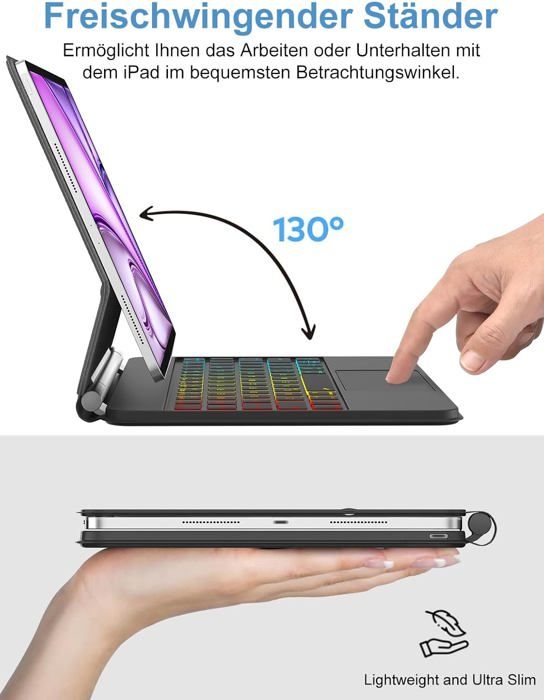 Freischwingender Ständer
Ermöglicht Ihnen das Arbeiten oder Unterhalten mit
dem iPad im bequemsten Betrachtungswinkel.
130°
Lightweight and Ultra Slim